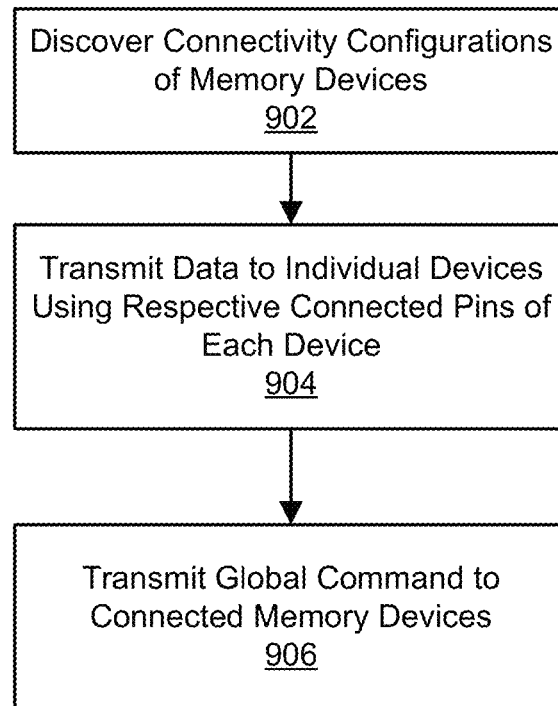 Discover Connectivity Configurations
of Memory Devices
902
Transmit Data to Individual Devices
Using Respective Connected Pins of
Each Device
904
Transmit Global Command to
Connected Memory Devices
906